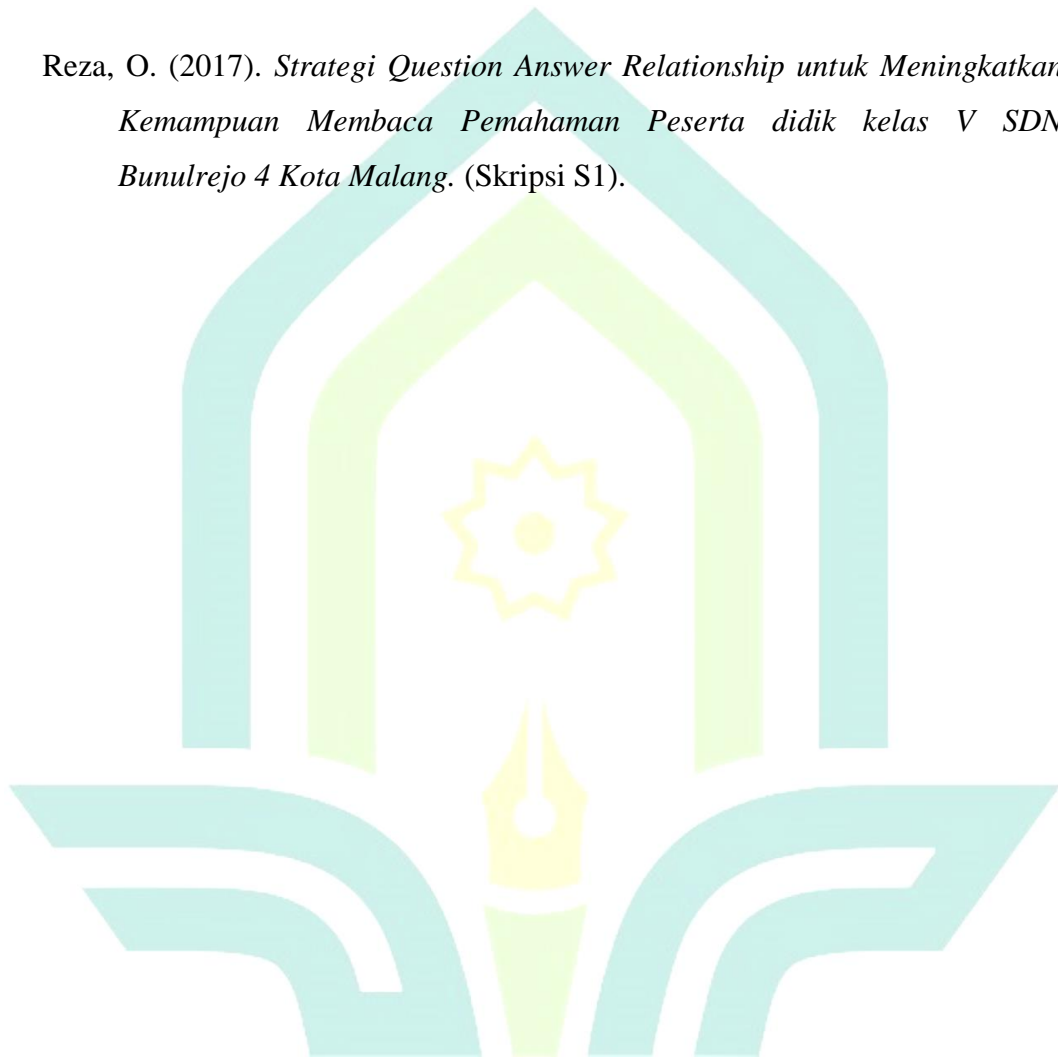 Reza, O. (2017). Strategi Question Answer Relationship untuk Meningkatkan
Kemampuan Membaca Pemahaman Peserta didik kelas V SDN
Bunulrejo 4 Kota Malang. (Skripsi S1).